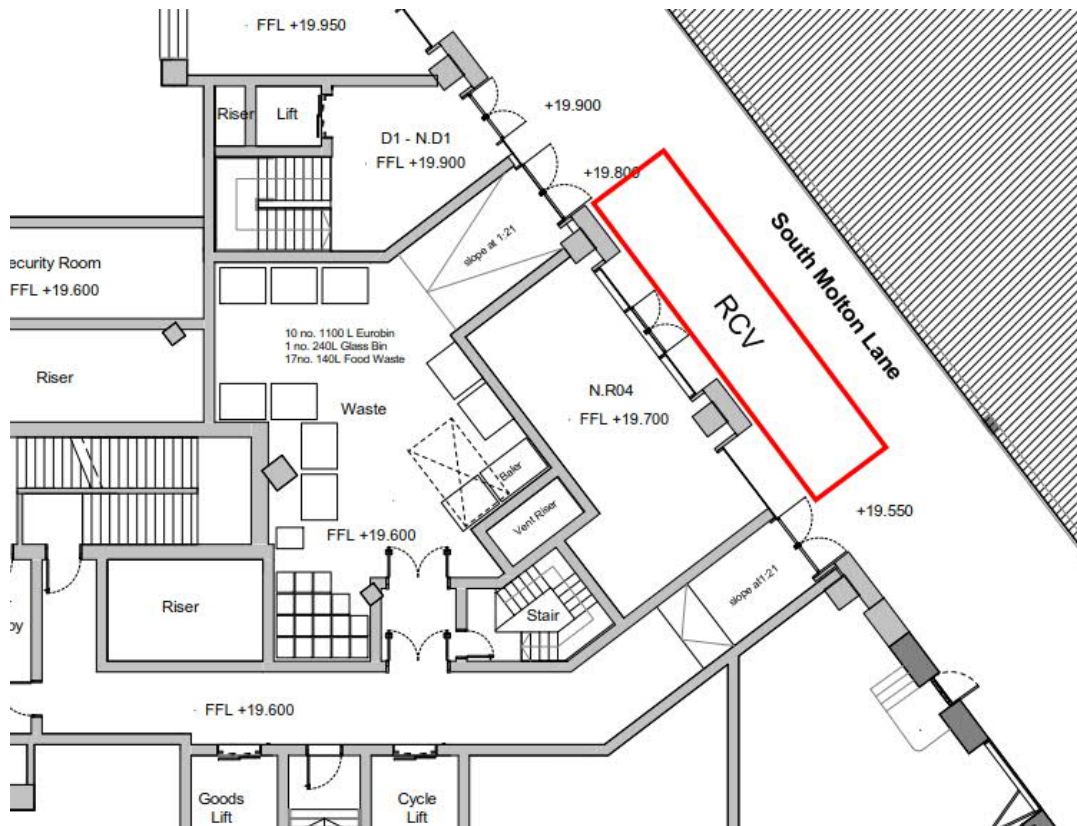 FFL +19.950
Riser
Lift
+19.900
D1 - N.D1
FFL +19.900
+19.800
South Molton Lane
slope at 1:21
ecurity Room
FFL +19.600
RCV
10 no. 1100 L Eurobin
1 no. 240L Glass Bin
17no. 140L Food Waste
Riser
Waste
N.R04
FFL +19.700
Baler
Vent Riser
+19.550
FFL +19.600
slope at1:21
Riser
Stair
by
FFL +19.600
Goods
Lift
Cycle
Lift